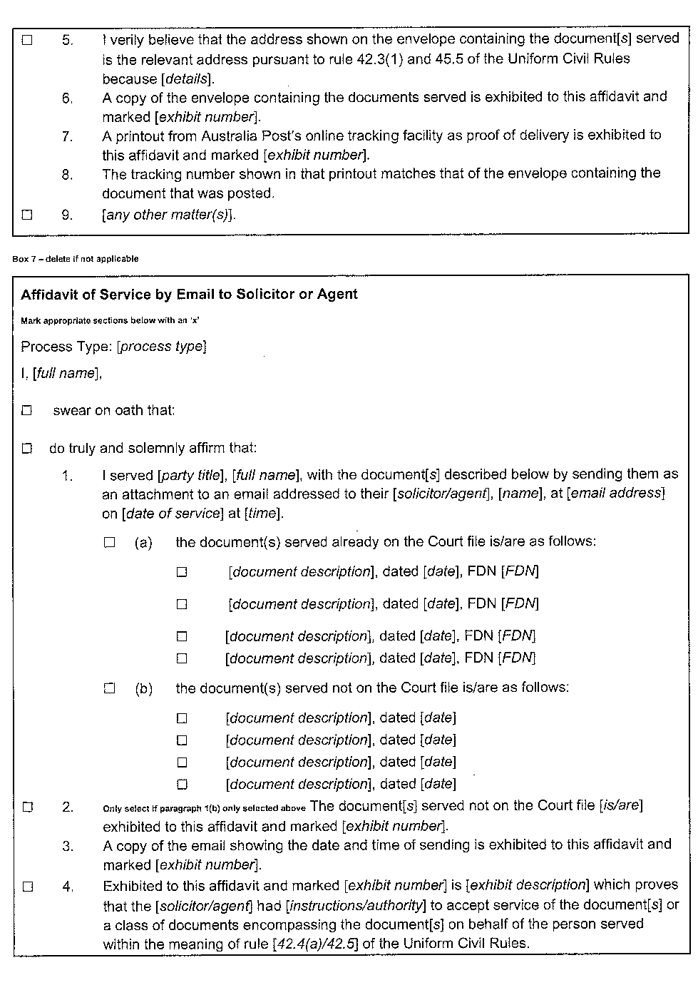 ☐ 5. I verily believe that the address shown on the envelope containing the document[s] served
is the relevant address pursuant to rule 42.3(1) and 45.5 of the Uniform Civil Rules
because [details].
6. A copy of the envelope containing the documents served is exhibited to this affidavit and
marked [exhibit number].
7. A printout from Australia Post's online tracking facility as proof of delivery is exhibited to
this affidavit and marked [exhibit number].
8. The tracking number shown in that printout matches that of the envelope containing the
document that was posted.
☐ 9. [any other matter(s)].
Box 7 – delete if not applicable
Affidavit of Service by Email to Solicitor or Agent
Mark appropriate sections below with an 'x'
Process Type: [process type]
I, [full name],
☐ swear on oath that:
☐ do truly and solemnly affirm that:
1. I served [party title], [full name], with the document[s] described below by sending them as
an attachment to an email addressed to their [solicitor/agent], [name], at [email address]
on [date of service] at [time].
☐ (a) the document(s) served already on the Court file is/are as follows:
☐ [document description], dated [date], FDN [FDN]
☐ [document description], dated [date], FDN [FDN]
☐ [document description], dated [date], FDN [FDN]
☐ [document description], dated [date], FDN [FDN]
☐ (b) the document(s) served not on the Court file is/are as follows:
☐ [document description], dated [date]
☐ [document description], dated [date]
☐ [document description], dated [date]
☐ [document description], dated [date]
☐ 2. Only select if paragraph 1(b) only selected above The document[s] served not on the Court file [is/are]
exhibited to this affidavit and marked [exhibit number].
3. A copy of the email showing the date and time of sending is exhibited to this affidavit and
marked [exhibit number].
☐ 4. Exhibited to this affidavit and marked [exhibit number] is [exhibit description] which proves
that the [solicitor/agent] had [instructions/authority] to accept service of the document[s] or
a class of documents encompassing the document[s] on behalf of the person served
within the meaning of rule [42.4(a)/42.5] of the Uniform Civil Rules.